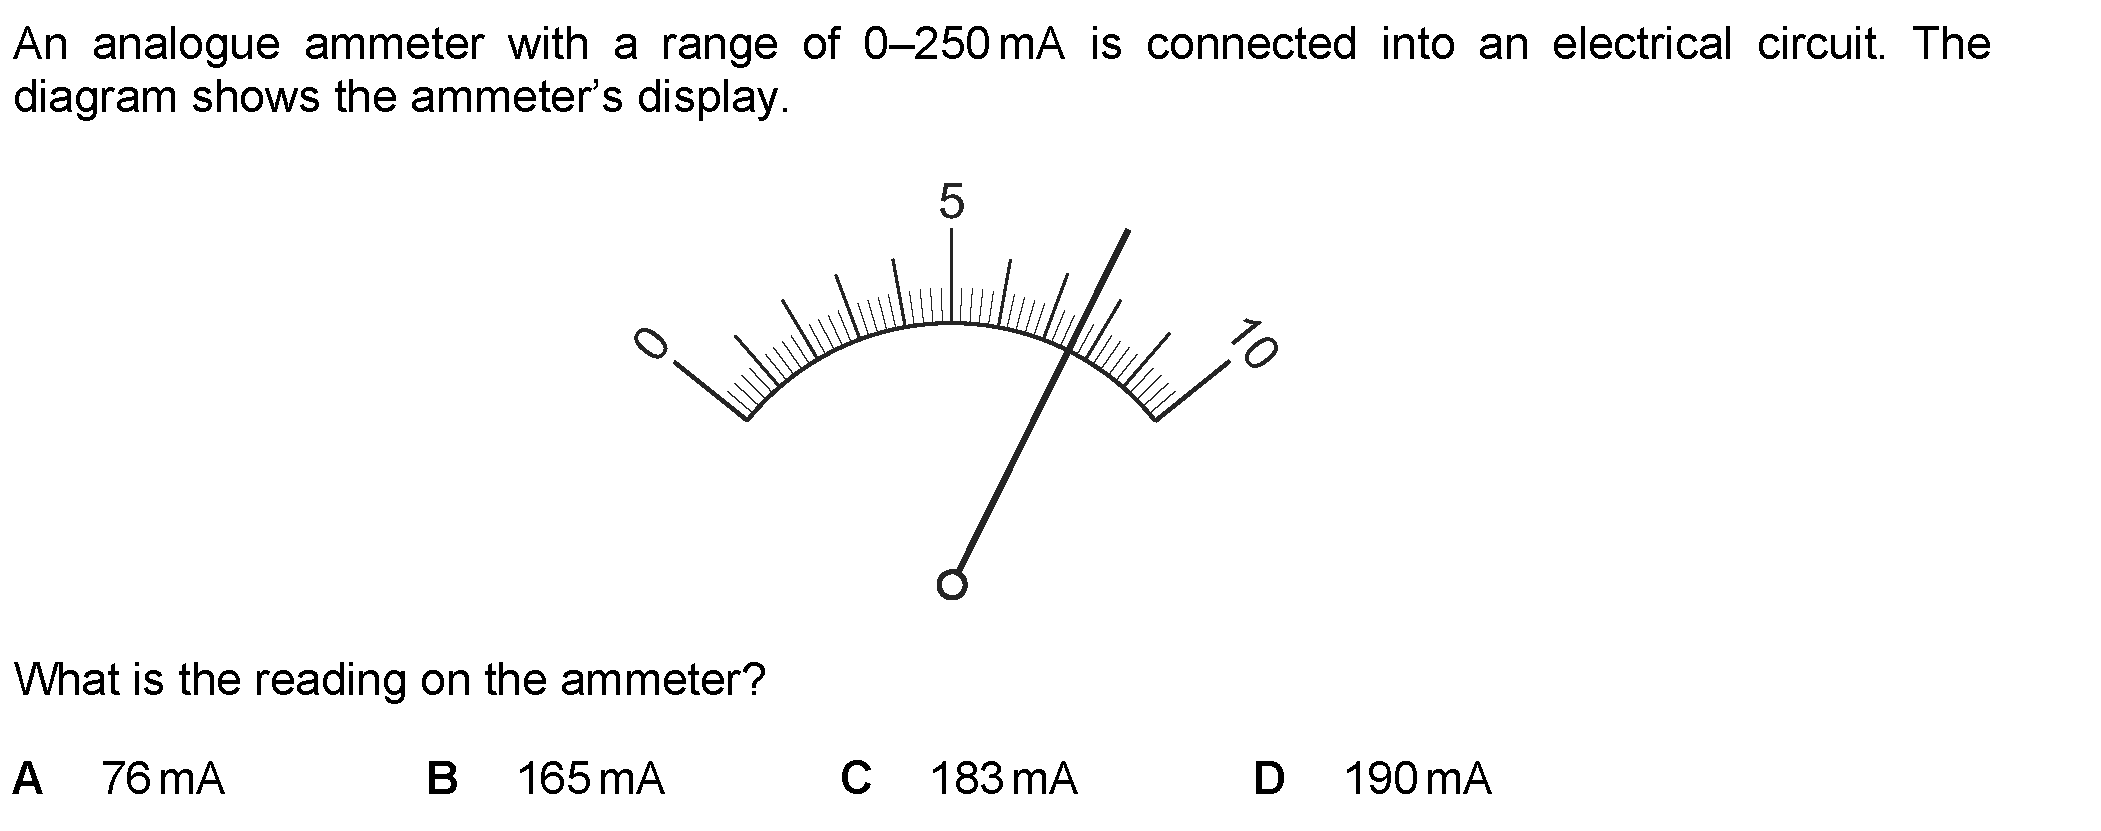 An analogue ammeter with a range of 0–250 mA is connected into an electrical circuit. The
diagram shows the ammeter’s display.
5
0
10
What is the reading on the ammeter?
A 76 mA B 165 mA C 183 mA D 190 mA